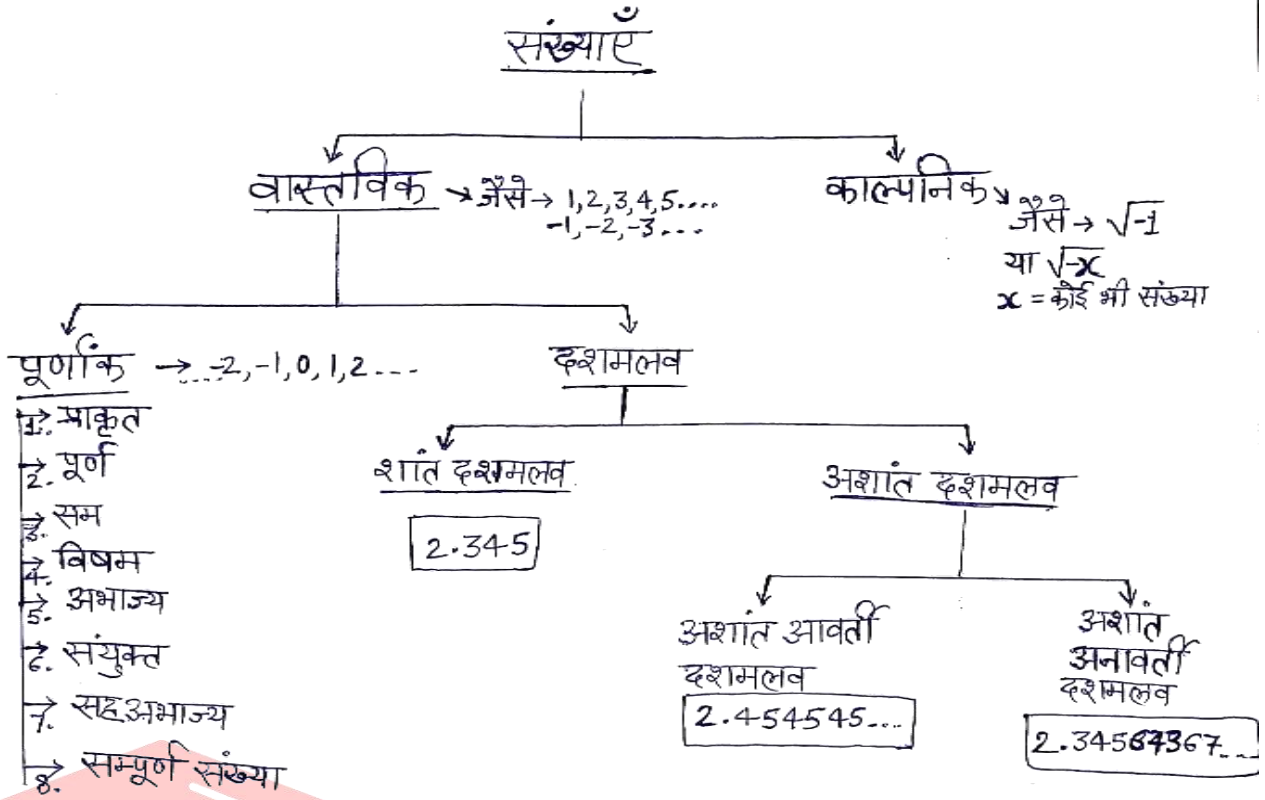 संख्याएँ
वास्तविक → जैसे → 1,2,3,4,5....
-1,-2,-3...
काल्पनिक
जैसे → √-1
या √-x
x = कोई भी संख्या
पूर्णांक → ...-2,-1,0,1,2...
दशमलव
1. प्राकृत
2. पूर्ण
3. सम
4. विषम
5. अभाज्य
6. संयुक्त
7. सह अभाज्य
8. सम्पूर्ण संख्या
शांत दशमलव
2.345
अशांत दशमलव
अशांत आवर्ती
दशमलव
2.454545....
अशांत
अनावर्ती
दशमलव